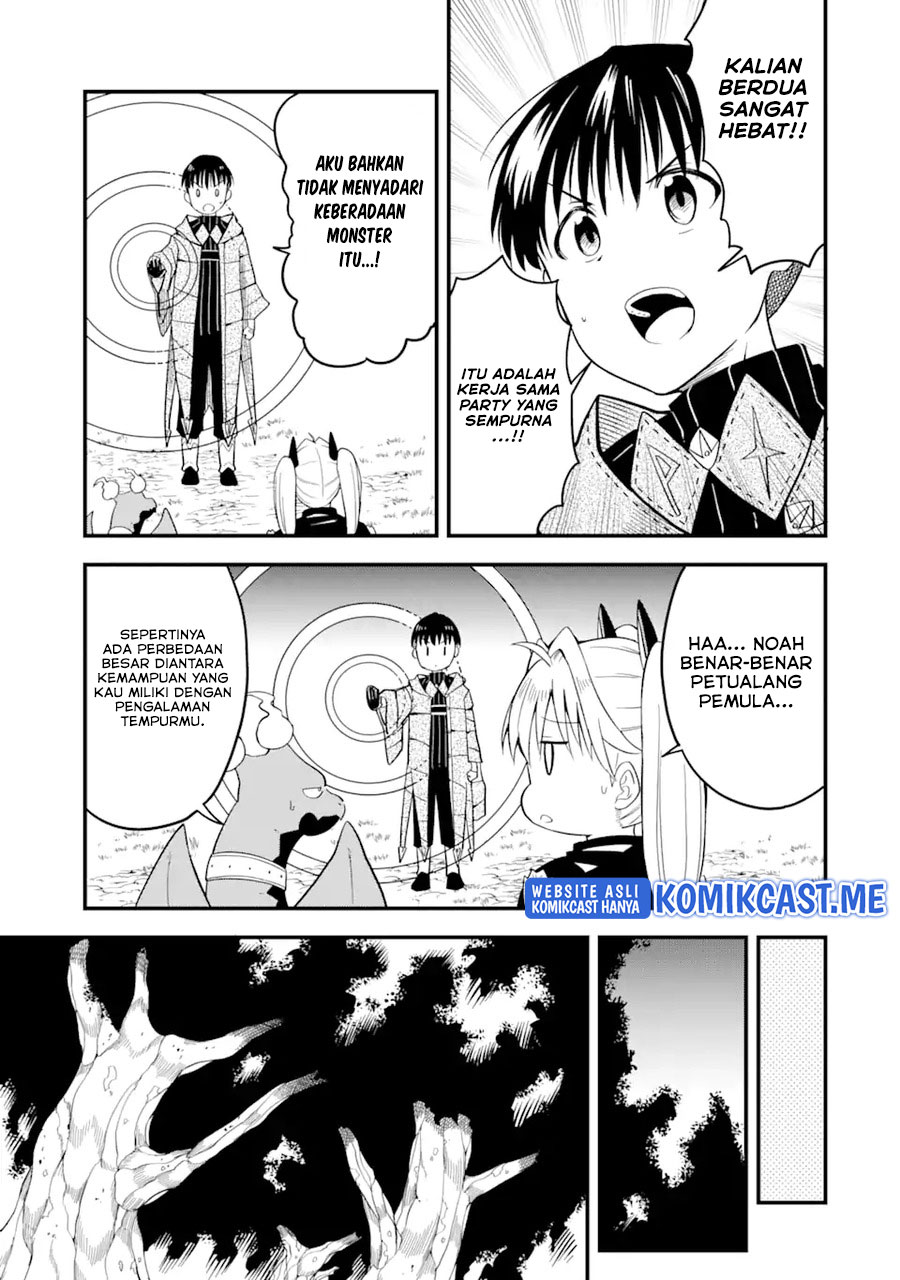 KALIAN
BERDUA
SANGAT
HEBAT!!
ITU ADALAH
KERJA SAMA
PARTY YANG
SEMPURNA
...!!
AKU BAHKAN
TIDAK MENYADARI
KEBERADAAN
MONSTER
ITU...!
HAA... NOAH
BENAR-BENAR
PETUALANG
PEMULA...
SEPERTINYA
ADA PERBEDAAN
BESAR DIANTARA
KEMAMPUAN YANG
KAU MILIKI DENGAN
PENGALAMAN
TEMPURMU.
WEBSITE ASLI
KOMIKCAST HANYA
KOMIKCAST.ME